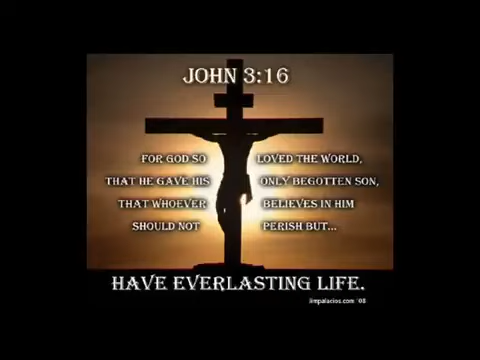 JOHN 3:16
FOR GOD SO LOVED THE WORLD,
THAT HE GAVE HIS ONLY BEGOTTEN SON,
THAT WHOEVER BELIEVES IN HIM
SHOULD NOT PERISH BUT...
HAVE EVERLASTING LIFE.
jimpalacios.com '08